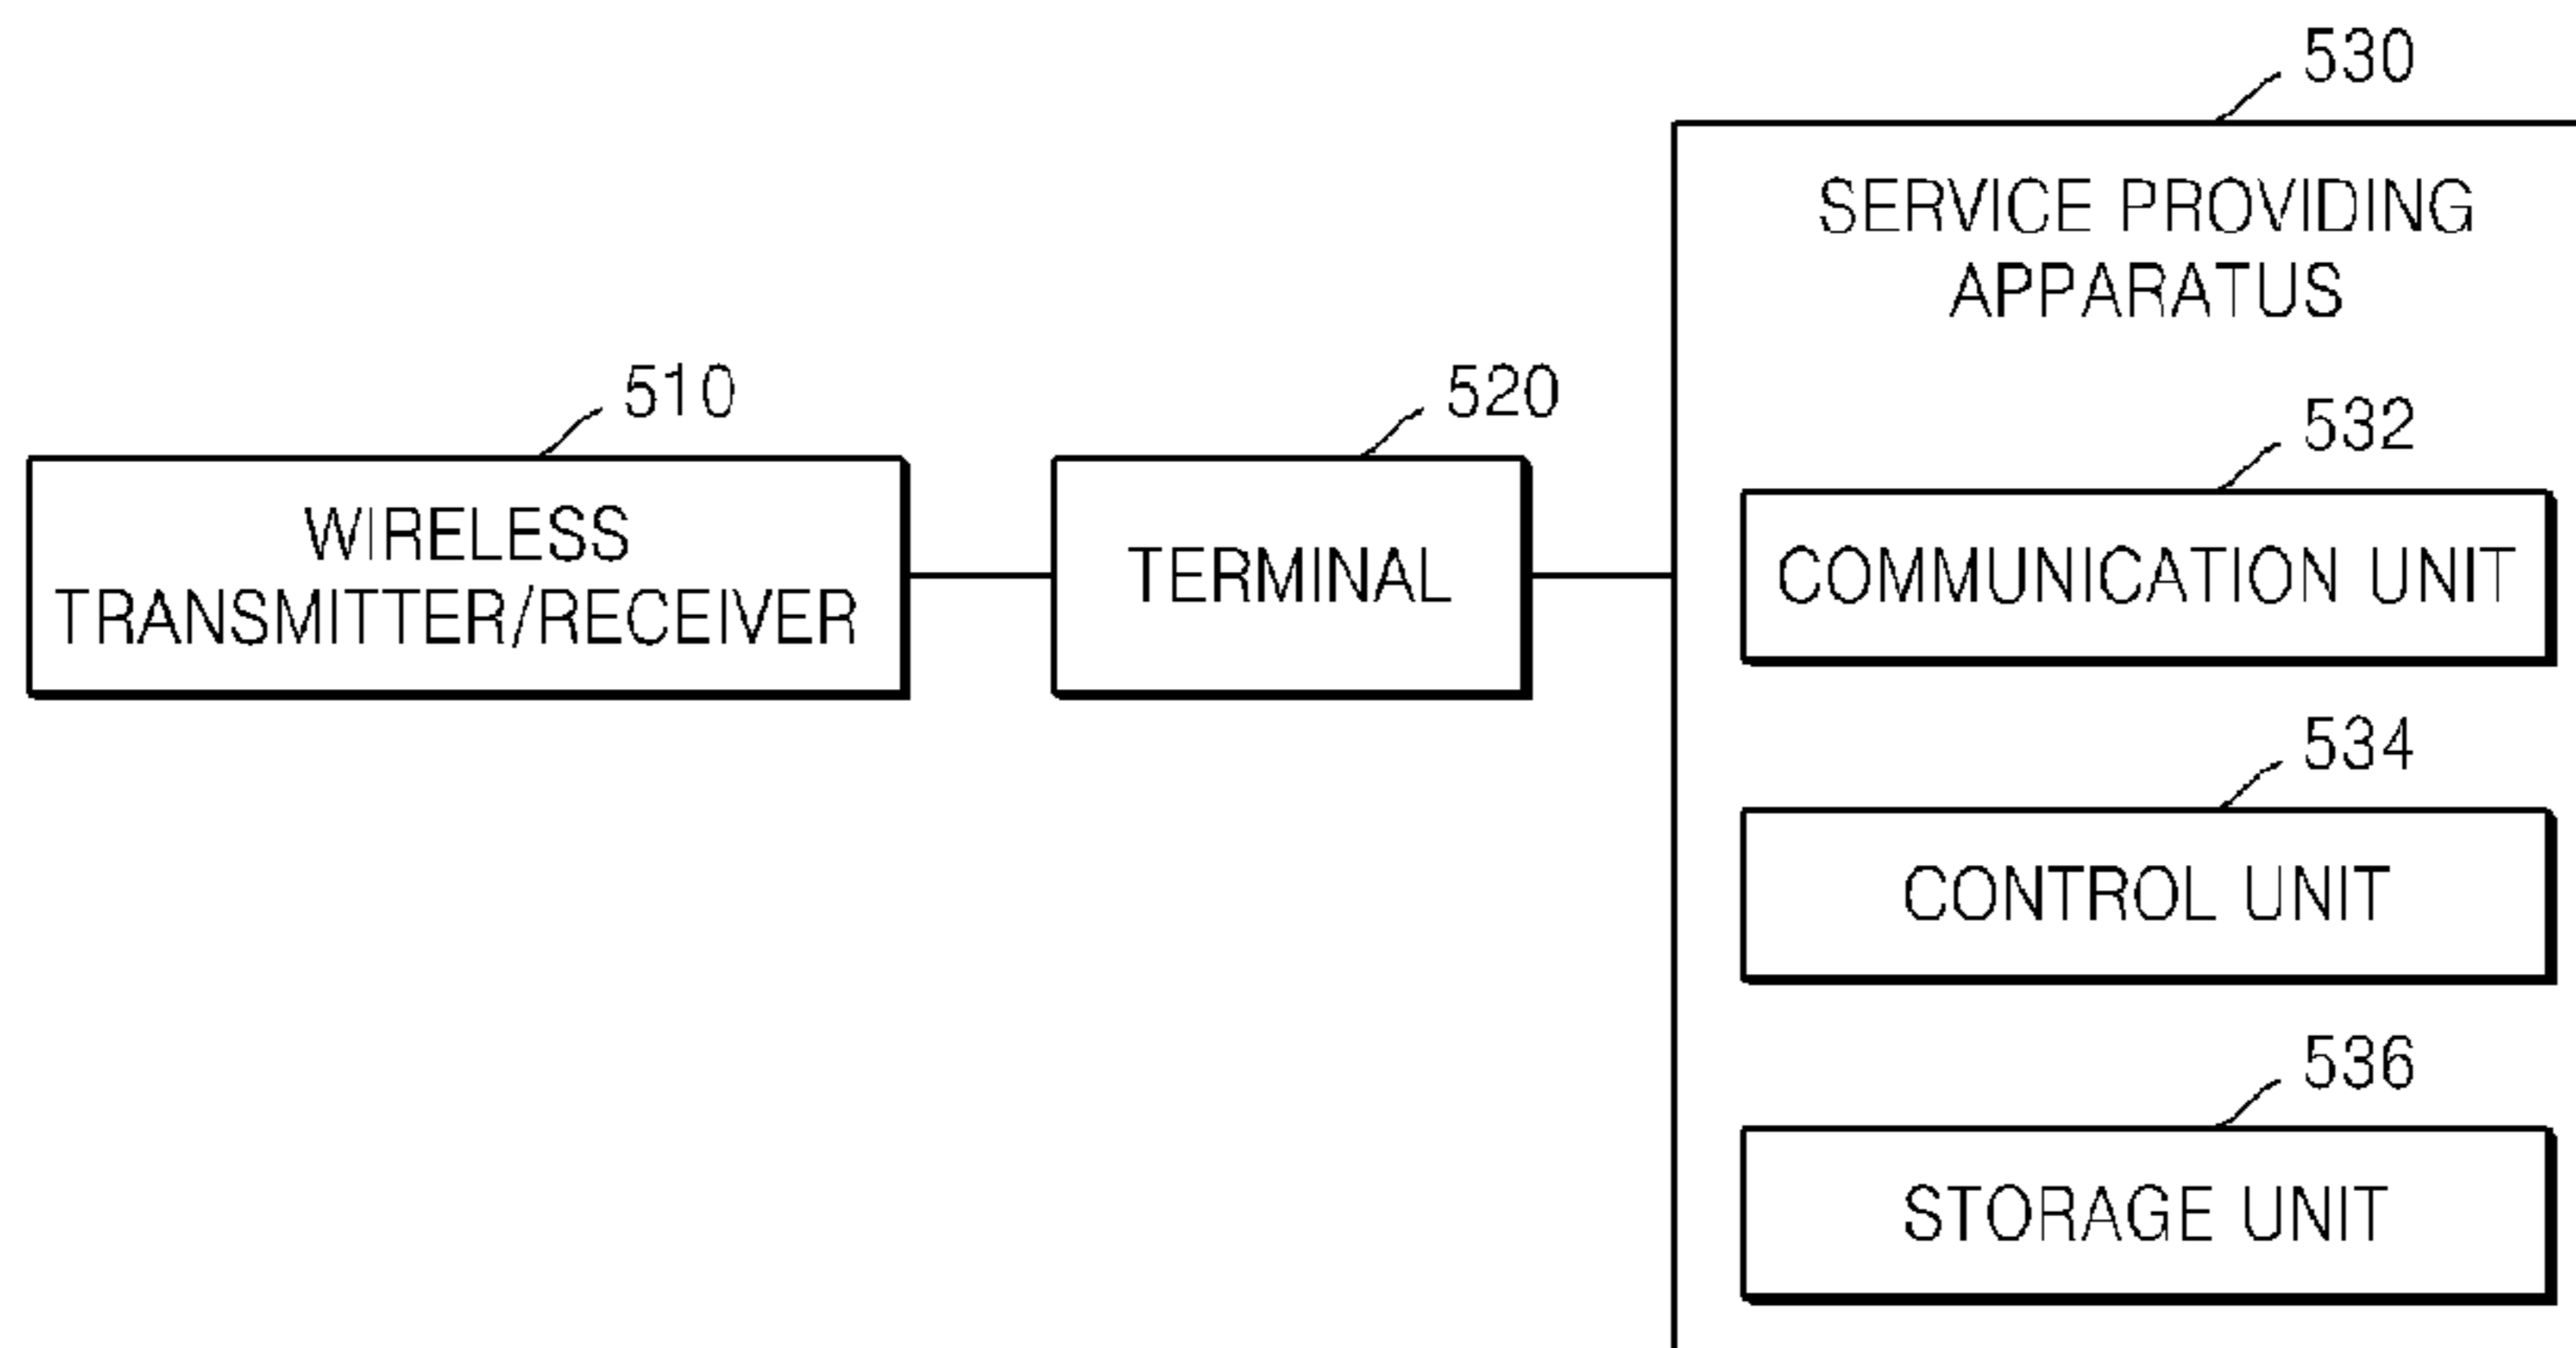 530
SERVICE PROVIDING
APPARATUS
510
520
532
WIRELESS
TRANSMITTER/RECEIVER
TERMINAL
COMMUNICATION UNIT
534
CONTROL UNIT
536
STORAGE UNIT